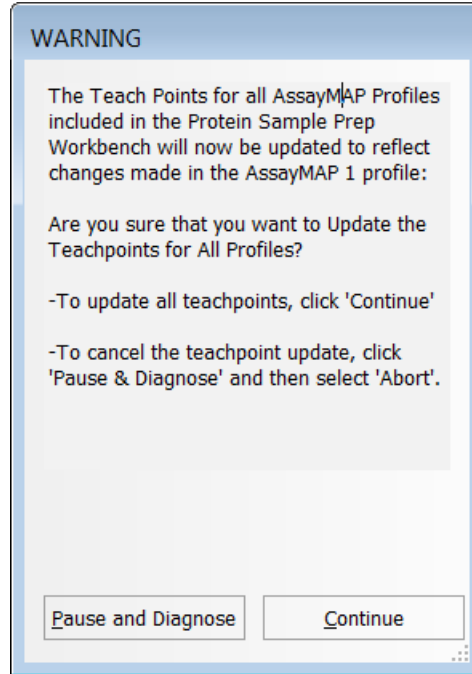 WARNING
The Teach Points for all AssayMAP Profiles
included in the Protein Sample Prep
Workbench will now be updated to reflect
changes made in the AssayMAP 1 profile:
Are you sure that you want to Update the
Teachpoints for All Profiles?
-To update all teachpoints, click 'Continue'
-To cancel the teachpoint update, click
'Pause & Diagnose' and then select 'Abort'.
Pause and Diagnose
Continue